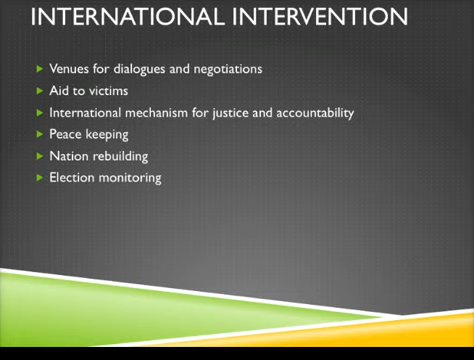 INTERNATIONAL INTERVENTION
Venues for dialogues and negotiations
Aid to victims
International mechanism for justice and accountability
Peace keeping
Nation rebuilding
Election monitoring